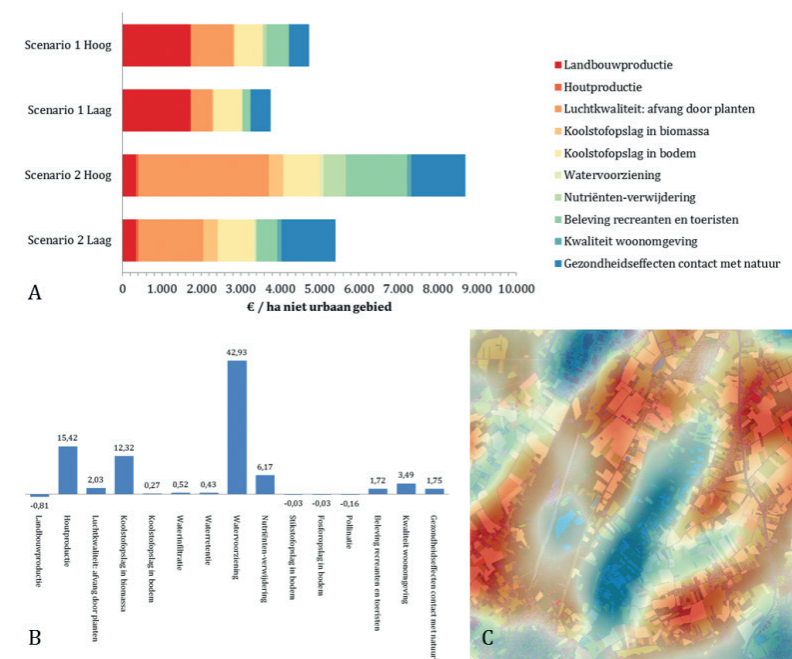 Scenario 1 Hoog
Scenario 1 Laag
Scenario 2 Hoog
Scenario 2 Laag
0 1.000 2.000 3.000 4.000 5.000 6.000 7.000 8.000 9.000 10.000
€ / ha niet urbaan gebied
A
Landbouwproductie
Houtproductie
Luchtkwaliteit: afvang door planten
Koolstofopslag in biomassa
Koolstofopslag in bodem
Watervoorziening
Nutriënten-verwijdering
Beleving recreanten en toeristen
Kwaliteit woonomgeving
Gezondheidseffecten contact met natuur
-0,81
15,42
2,03
12,32
0,27
0,52
0,43
42,93
6,17
-0,03
-0,03
-0,16
1,72
3,49
1,75
Landbouwproductie
Houtproductie
Luchtkwaliteit: afvang door planten
Koolstofopslag in biomassa
Koolstofopslag in bodem
Waterinfiltratie
Waterretentie
Watervoorziening
Nutriënten-verwijdering
Stikstofopslag in bodem
Fosforopslag in bodem
Pollinatie
Beleving recreanten en toeristen
Kwaliteit woonomgeving
Gezondheidseffecten contact met natuur
B
C